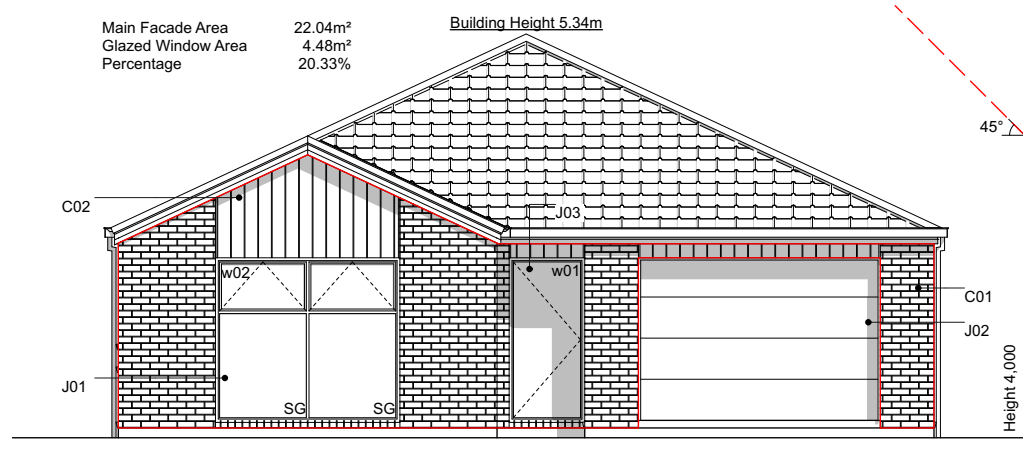 Main Facade Area 22.04m²
Glazed Window Area 4.48m²
Percentage 20.33%
Building Height 5.34m
45°
C02
J03
w02
w01
C01
J02
J01
SG SG
Height 4,000